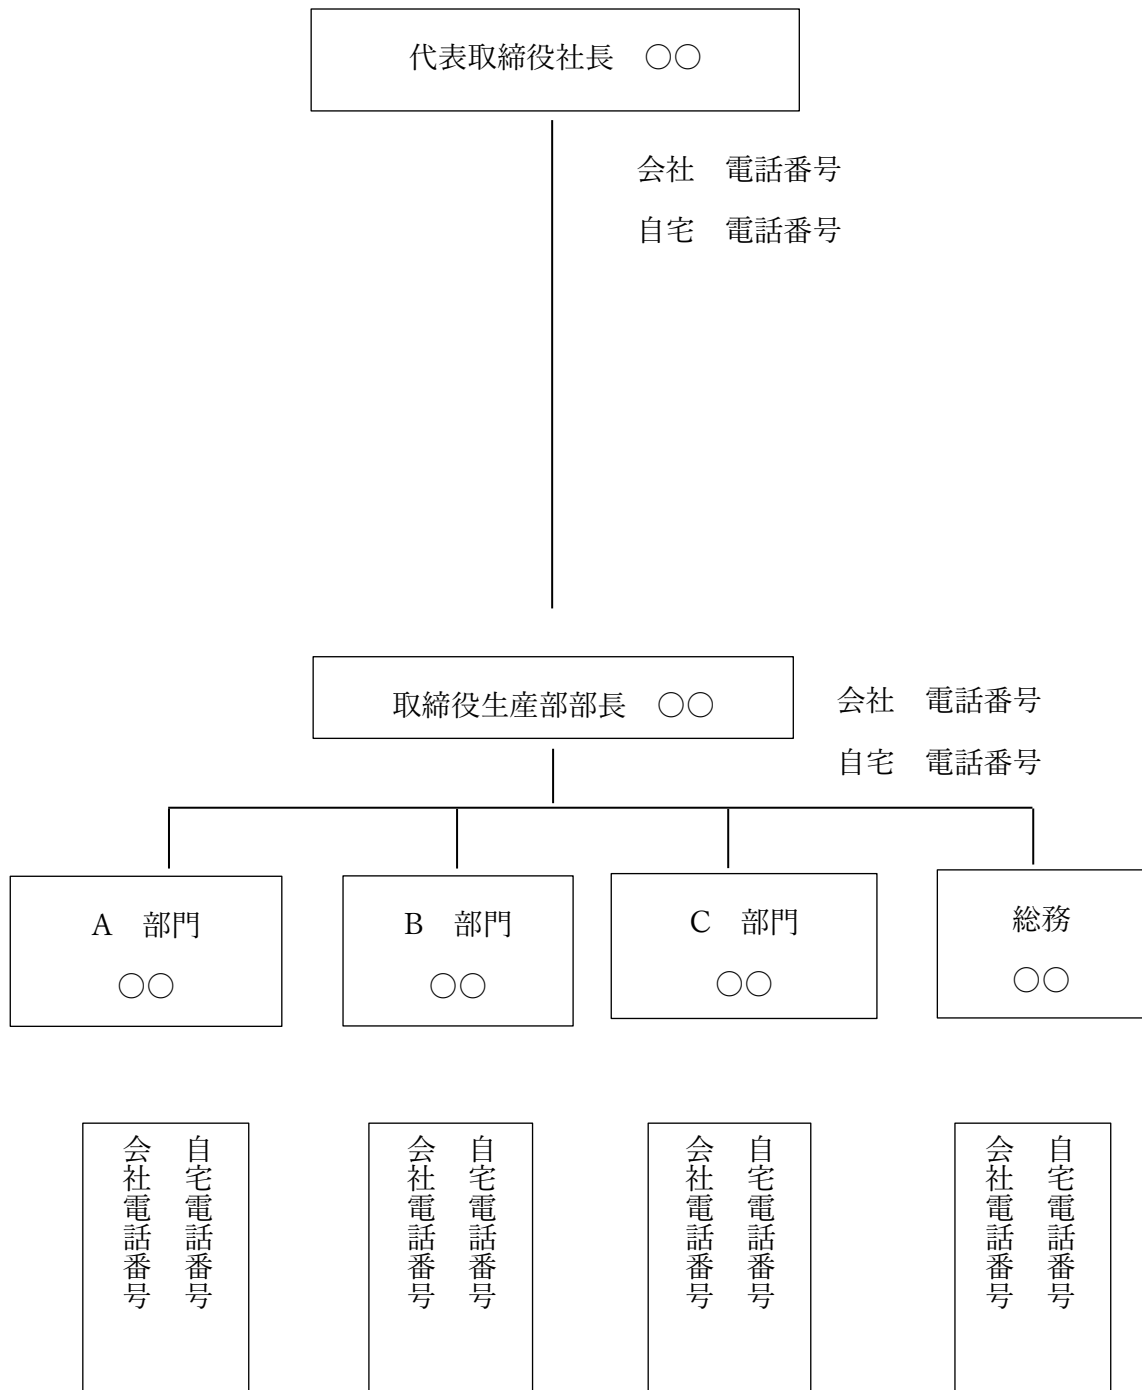 代表取締役社長　○○
会社　電話番号
自宅　電話番号
取締役生産部部長　○○
会社　電話番号
自宅　電話番号
A　部門
○○
B　部門
○○
C　部門
○○
総務
○○
自宅電話番号
会社電話番号
自宅電話番号
会社電話番号
自宅電話番号
会社電話番号
自宅電話番号
会社電話番号